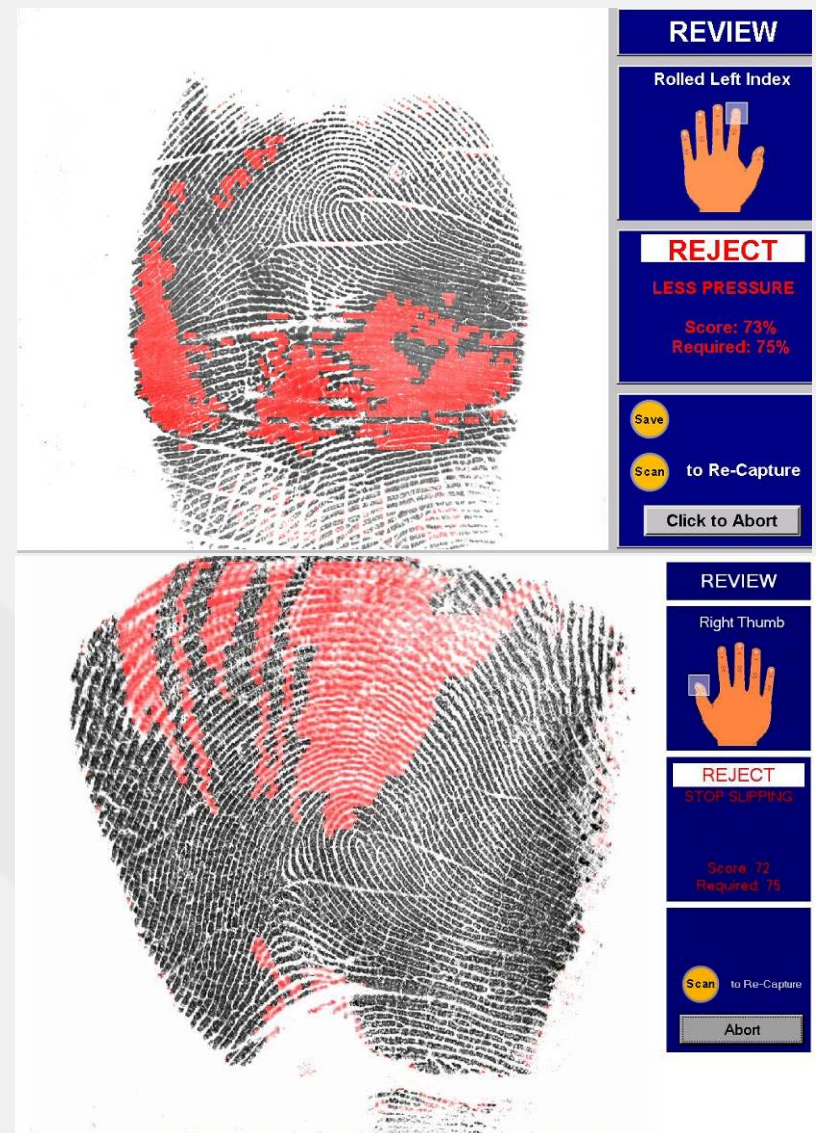 REVIEW
Rolled Left Index
REJECT
LESS PRESSURE
Score: 73%
Required: 75%
Save
Scan to Re-Capture
Click to Abort
REVIEW
Right Thumb
REJECT
STOP SLIPPING
Score: 72
Required: 75
Scan to Re-Capture
Abort